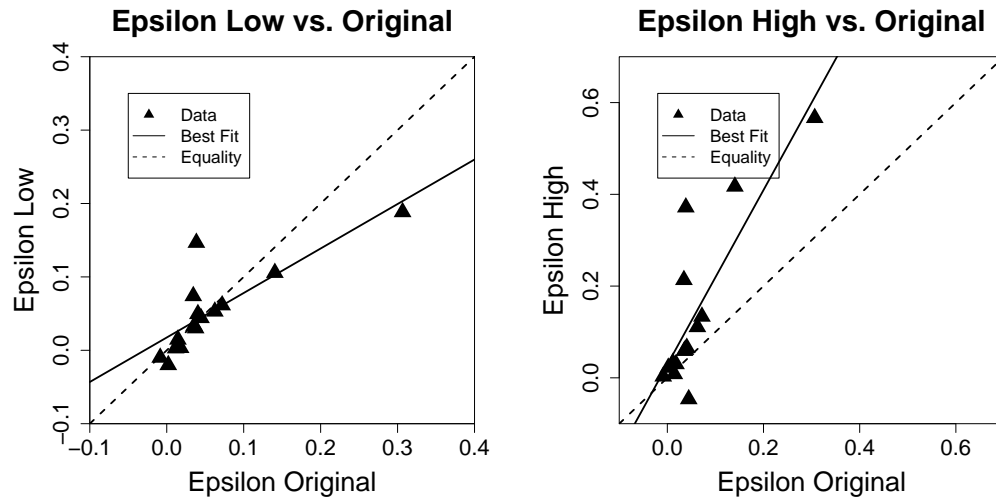 Epsilon Low vs. Original
Epsilon Low
0.4
0.3
0.2
0.1
0.0
−0.1
Data
Best Fit
Equality
−0.1 0.0 0.1 0.2 0.3 0.4
Epsilon Original
Epsilon High vs. Original
Epsilon High
0.6
0.4
0.2
0.0
Data
Best Fit
Equality
0.0 0.2 0.4 0.6
Epsilon Original